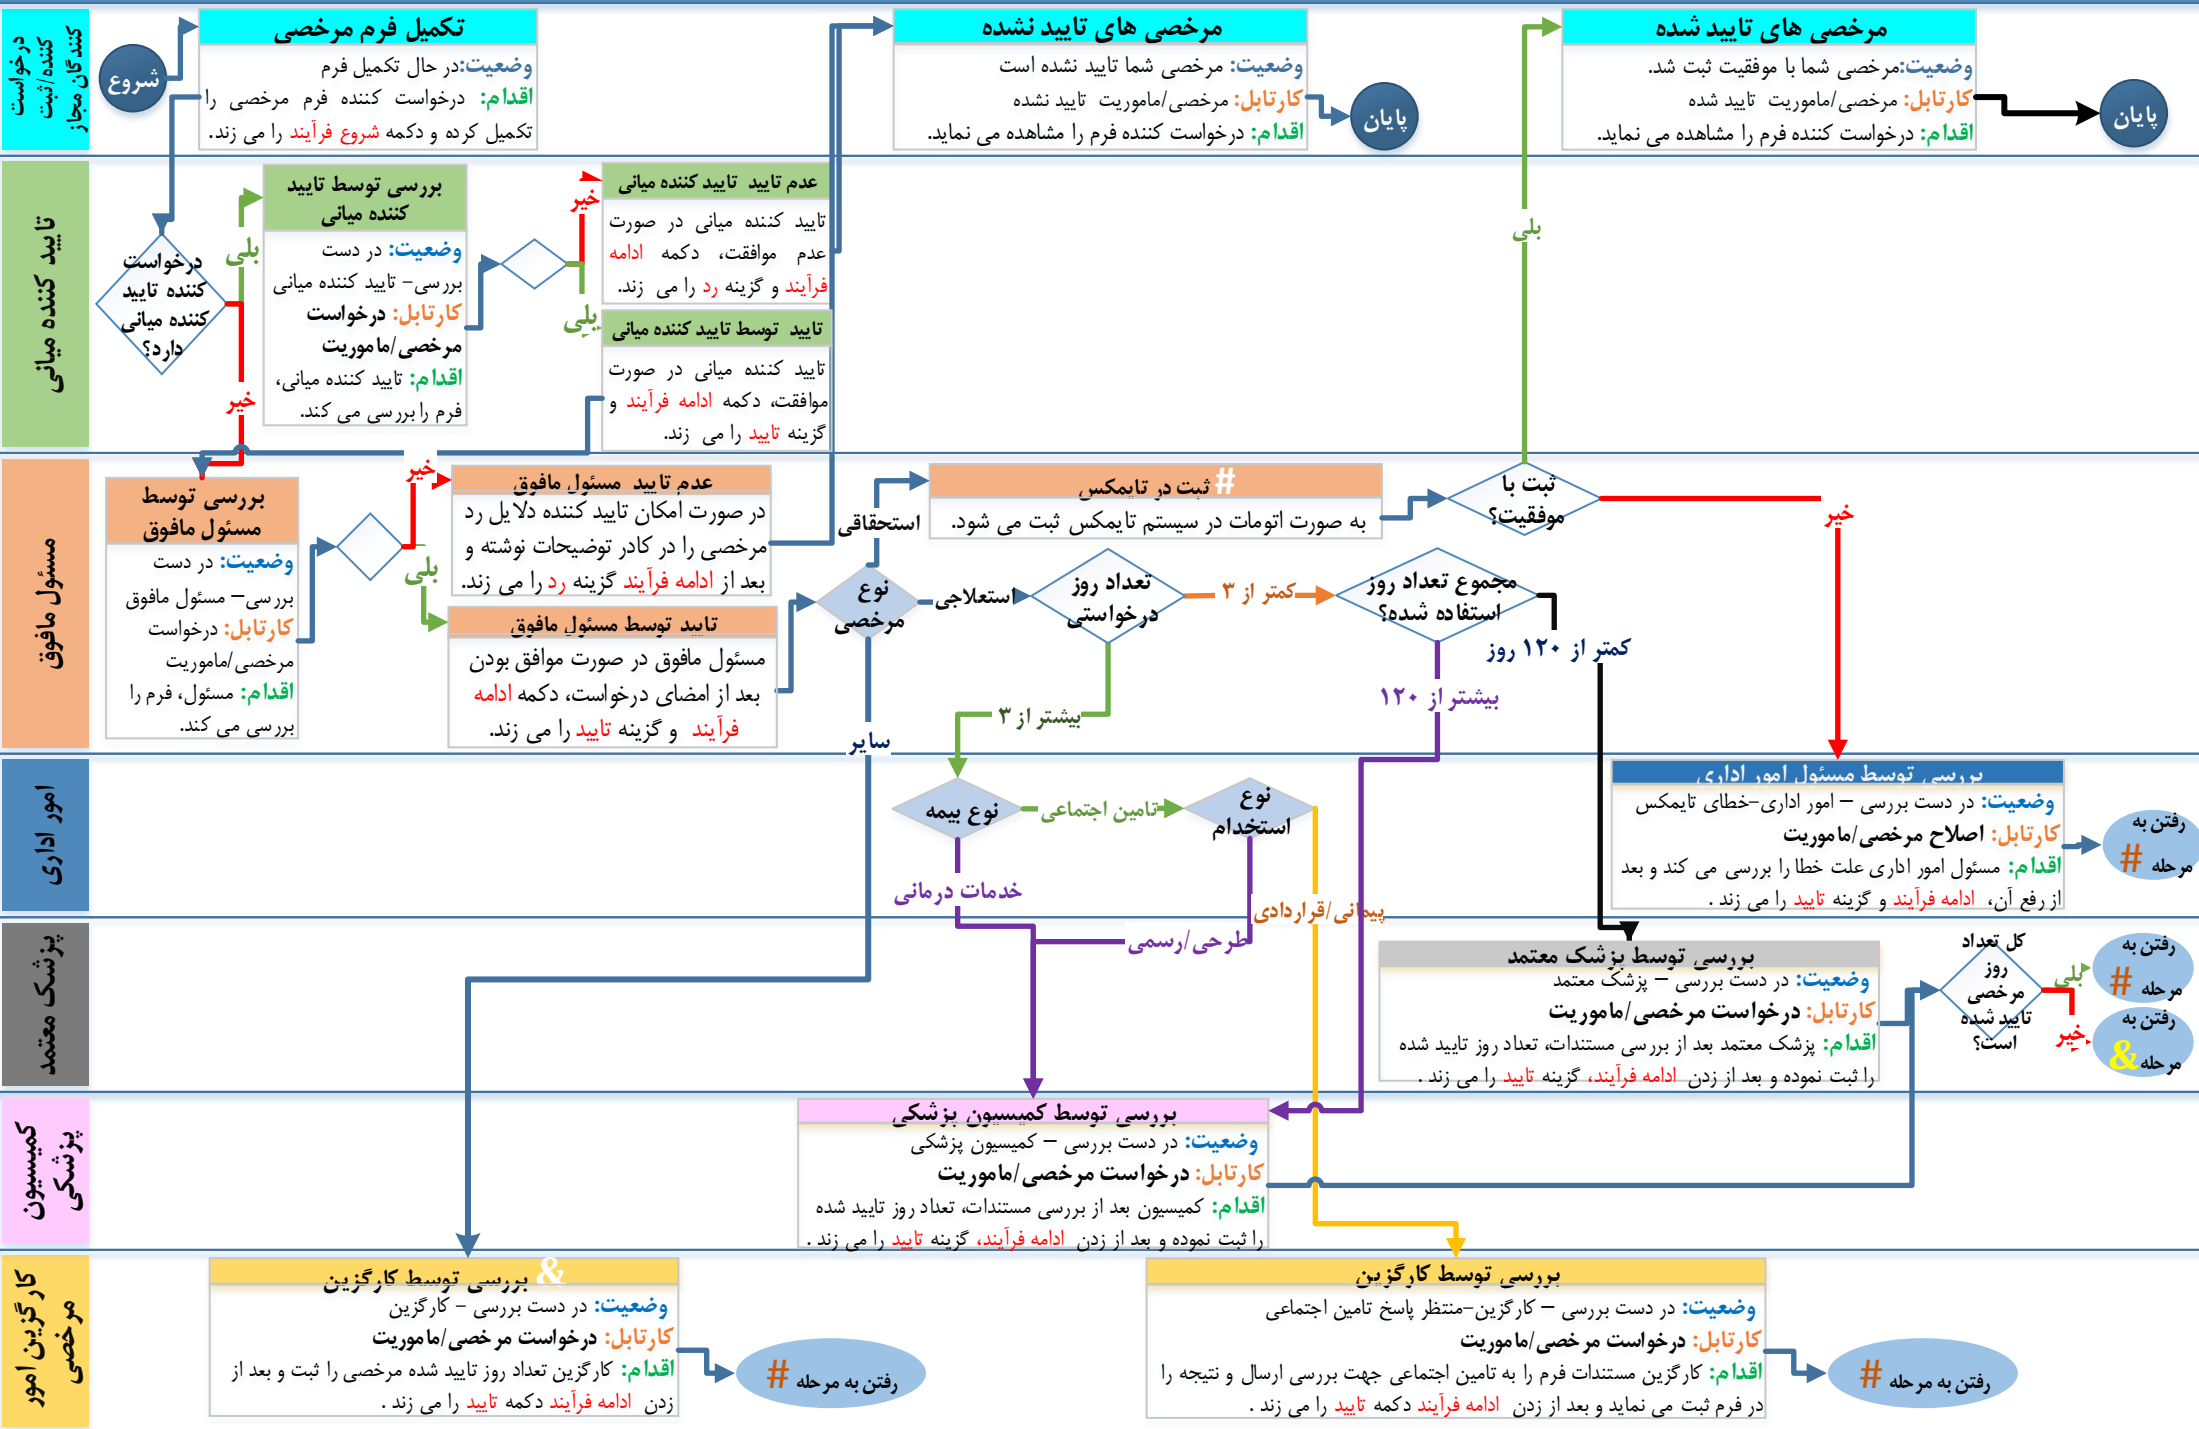 درخواست
کننده/ثبت
کنندگان مجاز
شروع
تکمیل فرم مرخصی
وضعیت:در حال تکمیل فرم
اقدام: درخواست کننده فرم مرخصی را
تکمیل کرده و دکمه شروع فرآیند را می زند.
مرخصی های تایید نشده
وضعیت: مرخصی شما تایید نشده است
کارتابل: مرخصی/ماموریت تایید نشده
اقدام: درخواست کننده فرم را مشاهده می نماید.
پایان
مرخصی های تایید شده
وضعیت:مرخصی شما با موفقیت ثبت شد.
کارتابل: مرخصی/ماموریت تایید شده
اقدام: درخواست کننده فرم را مشاهده می نماید.
پایان
تایید کننده میانی
درخواست
کننده تایید
کننده میانی
دارد؟
بلی
خیر
بررسی توسط تایید
کننده میانی
وضعیت: در دست
بررسی- تایید کننده میانی
کارتابل: درخواست
مرخصی/ماموریت
اقدام: تایید کننده میانی،
فرم را بررسی می کند.
خیر
بلی
عدم تایید تایید کننده میانی
تایید کننده میانی در صورت
عدم موافقت، دکمه ادامه
فرآیند و گزینه رد را می زند.
تایید توسط تایید کننده میانی
تایید کننده میانی در صورت
موافقت، دکمه ادامه فرآیند و
گزینه تایید را می زند.
بلی
مسئول مافوق
بررسی توسط
مسئول مافوق
وضعیت: در دست
بررسی- مسئول مافوق
کارتابل: درخواست
مرخصی/ماموریت
اقدام: مسئول، فرم را
بررسی می کند.
خیر
بلی
عدم تایید مسئول مافوق
در صورت امکان تایید کننده دلایل رد
مرخصی را در کادر توضیحات نوشته و
بعد از ادامه فرآیند گزینه رد را می زند.
تایید توسط مسئول مافوق
مسئول مافوق در صورت موافق بودن
بعد از امضای درخواست، دکمه ادامه
فرآیند و گزینه تایید را می زند.
نوع
مرخصی
استحقاقی
استعلاجی
سایر
# ثبت در تایمکس
به صورت اتومات در سیستم تایمکس ثبت می شود.
ثبت با
موفقیت؟
خیر
تعداد روز
درخواستی
کمتر از ۳
بیشتر از ۳
مجموع تعداد روز
استفاده شده؟
کمتر از ۱۲۰ روز
بیشتر از ۱۲۰
امور اداری
نوع بیمه
تامین اجتماعی
نوع
استخدام
خدمات درمانی
پیمانی/قراردادی
طرحی/رسمی
بررسی توسط مسئول امور اداری
وضعیت: در دست بررسی – امور اداری-خطای تایمکس
کارتابل: اصلاح مرخصی/ماموریت
اقدام: مسئول امور اداری علت خطا را بررسی می کند و بعد
از رفع آن، ادامه فرآیند و گزینه تایید را می زند .
رفتن به
مرحله #
پزشک معتمد
بررسی توسط پزشک معتمد
وضعیت: در دست بررسی – پزشک معتمد
کارتابل: درخواست مرخصی/ماموریت
اقدام: پزشک معتمد بعد از بررسی مستندات، تعداد روز تایید شده
را ثبت نموده و بعد از زدن ادامه فرآیند، گزینه تایید را می زند .
کل تعداد
روز
مرخصی
تایید شده
است؟
بلی
خیر
رفتن به
مرحله #
رفتن به
مرحله &
کمیسیون
پزشکی
بررسی توسط کمیسیون پزشکی
وضعیت: در دست بررسی – کمیسیون پزشکی
کارتابل: درخواست مرخصی/ماموریت
اقدام: کمیسیون بعد از بررسی مستندات، تعداد روز تایید شده
را ثبت نموده و بعد از زدن ادامه فرآیند، گزینه تایید را می زند .
کارگزین امور
مرخصی
& بررسی توسط کارگزین
وضعیت: در دست بررسی - کارگزین
کارتابل: درخواست مرخصی/ماموریت
اقدام: کارگزین تعداد روز تایید شده مرخصی را ثبت و بعد از
زدن ادامه فرآیند دکمه تایید را می زند .
رفتن به مرحله #
بررسی توسط کارگزین
وضعیت: در دست بررسی – کارگزین-منتظر پاسخ تامین اجتماعی
کارتابل: درخواست مرخصی/ماموریت
اقدام: کارگزین مستندات فرم را به تامین اجتماعی جهت بررسی ارسال و نتیجه را
در فرم ثبت می نماید و بعد از زدن ادامه فرآیند دکمه تایید را می زند .
رفتن به مرحله #